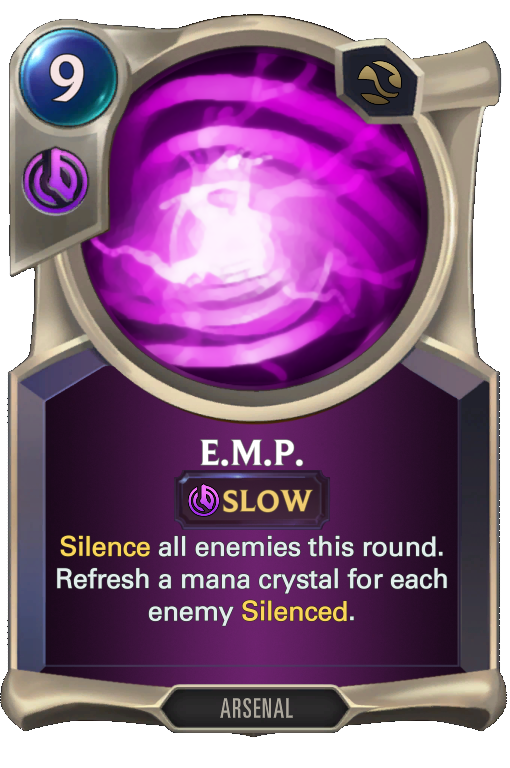 9
E.M.P.
SLOW
Silence all enemies this round.
Refresh a mana crystal for each
enemy Silenced.
ARSENAL